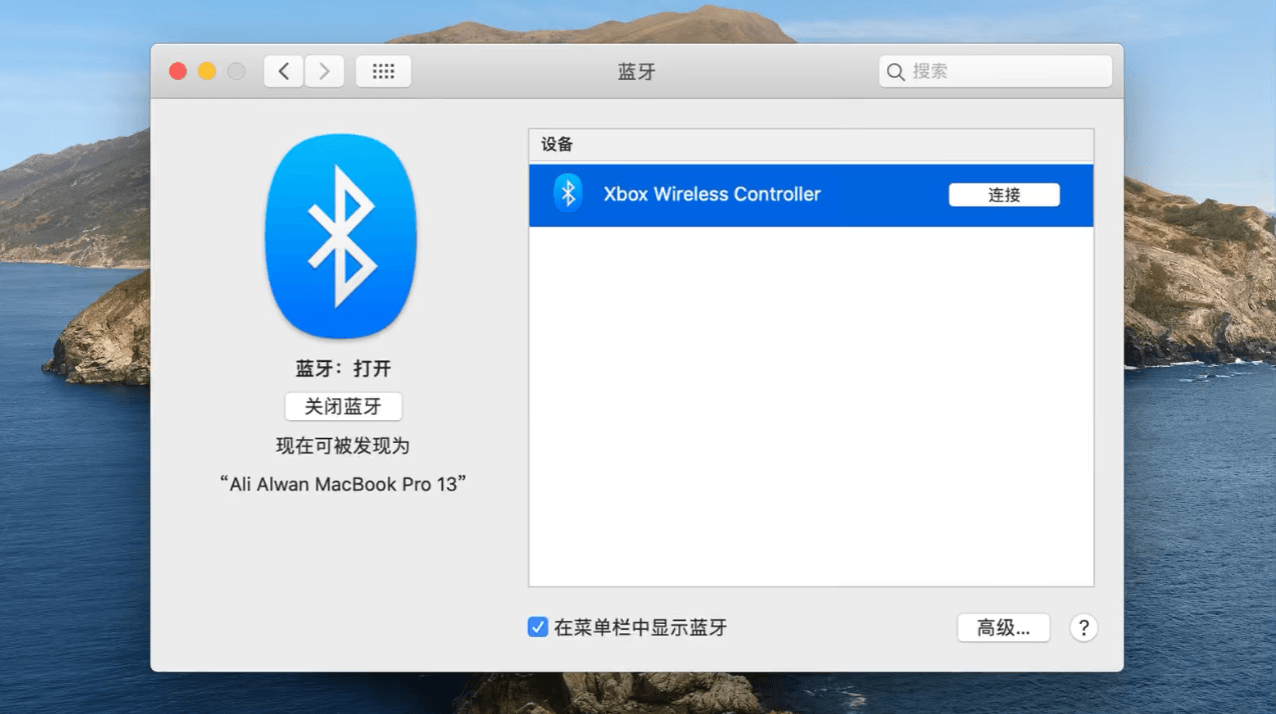 蓝牙
搜索
设备
Xbox Wireless Controller
连接
蓝牙：打开
关闭蓝牙
现在可被发现为
“Ali Alwan MacBook Pro 13”
在菜单栏中显示蓝牙
高级...
?